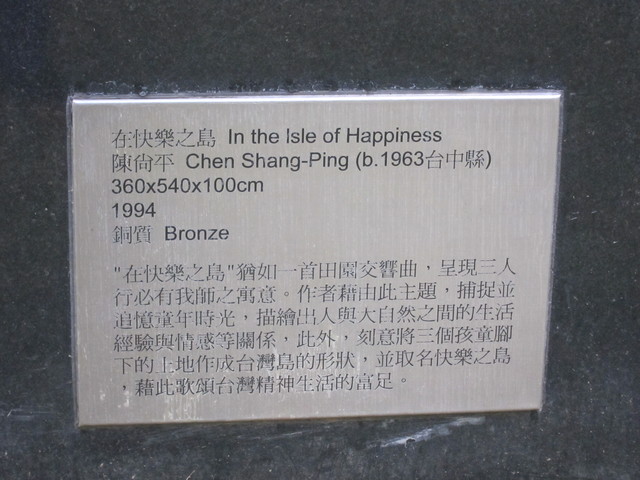 在快樂之島 In the Isle of Happiness
陳尚平 Chen Shang-Ping (b.1963台中縣)
360x540x100cm
1994
銅質 Bronze
"在快樂之島"猶如一首田園交響曲，呈現三人
行必有我師之寓意。作者藉由此主題，捕捉並
追憶童年時光，描繪出人與大自然之間的生活
經驗與情感等關係，此外，刻意將三個孩童腳
下的土地作成台灣島的形狀，並取名快樂之島
，藉此歌頌台灣精神生活的富足。